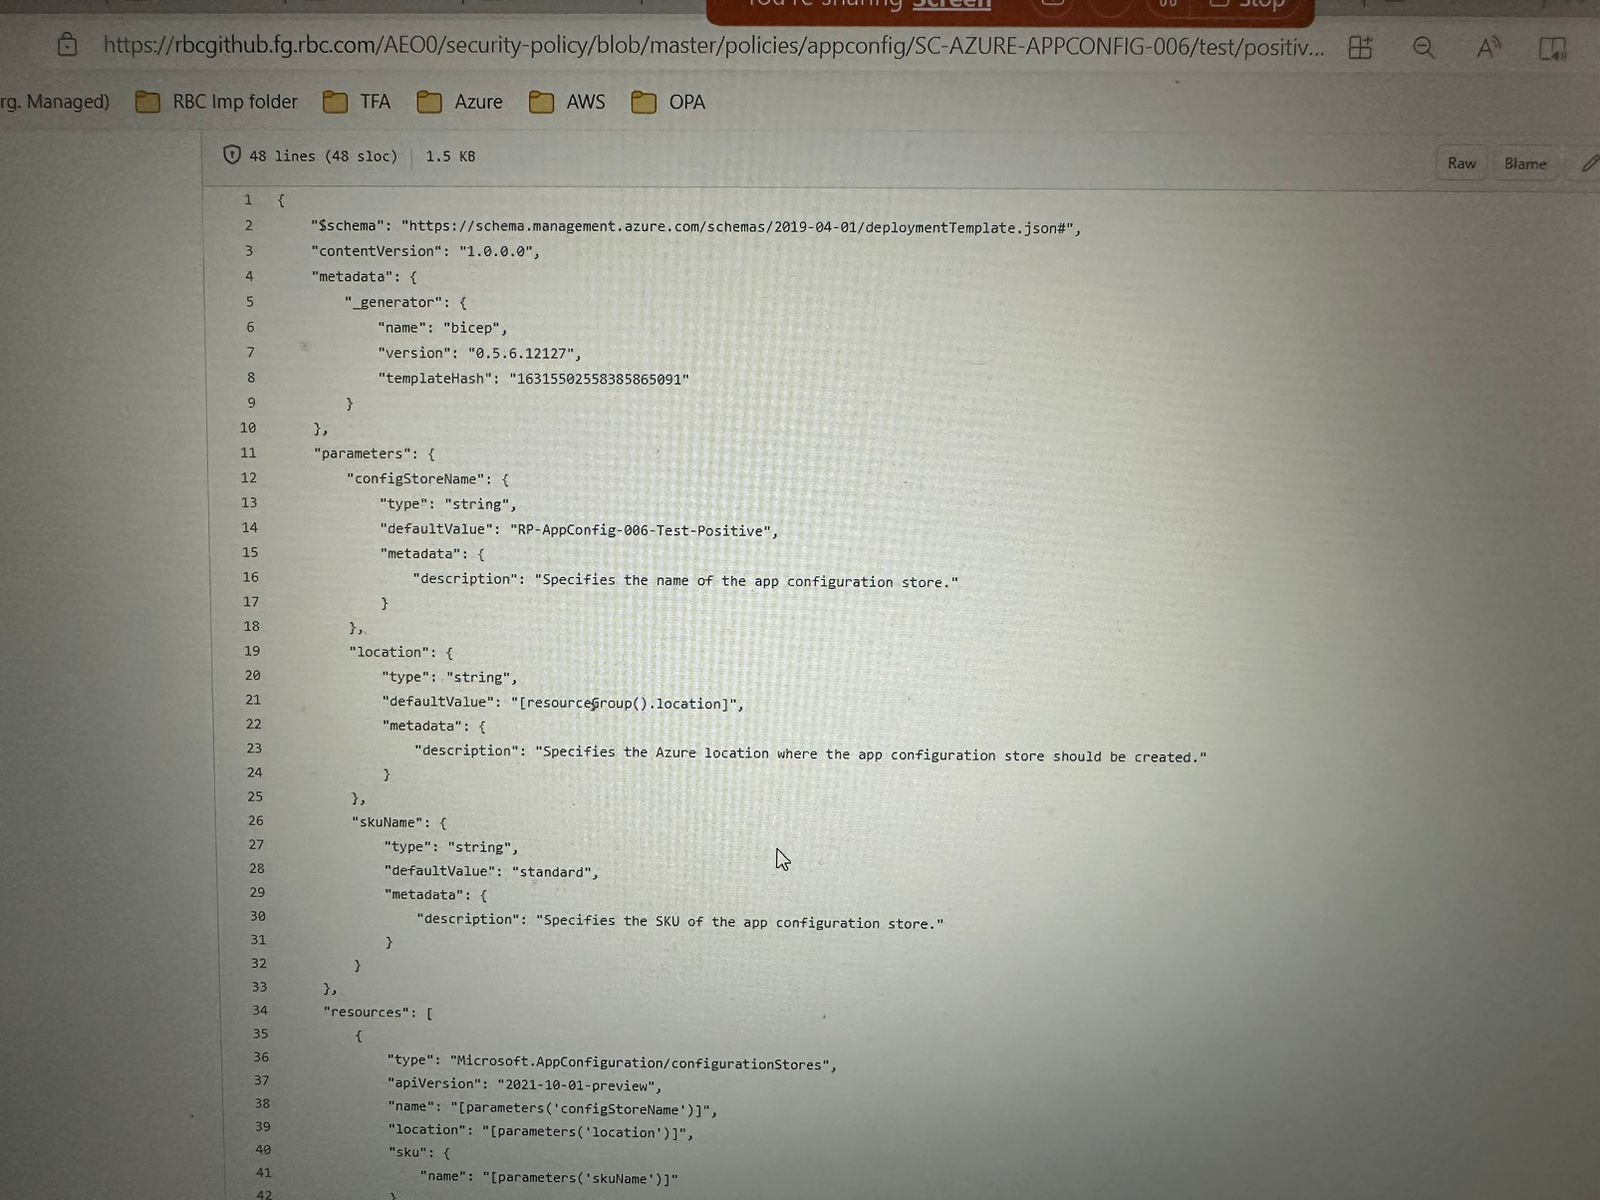 You're sharing Screen Stop
https://rbcgithub.fg.rbc.com/AEO0/security-policy/blob/master/policies/appconfig/SC-AZURE-APPCONFIG-006/test/positiv...
rg. Managed) RBC Imp folder TFA Azure AWS OPA
48 lines (48 sloc) 1.5 KB Raw Blame
1 {
2 "$schema": "https://schema.management.azure.com/schemas/2019-04-01/deploymentTemplate.json#",
3 "contentVersion": "1.0.0.0",
4 "metadata": {
5 "_generator": {
6 "name": "bicep",
7 "version": "0.5.6.12127",
8 "templateHash": "16315502558385865091"
9 }
10 },
11 "parameters": {
12 "configStoreName": {
13 "type": "string",
14 "defaultValue": "RP-AppConfig-006-Test-Positive",
15 "metadata": {
16 "description": "Specifies the name of the app configuration store."
17 }
18 },
19 "location": {
20 "type": "string",
21 "defaultValue": "[resourceGroup().location]",
22 "metadata": {
23 "description": "Specifies the Azure location where the app configuration store should be created."
24 }
25 },
26 "skuName": {
27 "type": "string",
28 "defaultValue": "standard",
29 "metadata": {
30 "description": "Specifies the SKU of the app configuration store."
31 }
32 }
33 },
34 "resources": [
35 {
36 "type": "Microsoft.AppConfiguration/configurationStores",
37 "apiVersion": "2021-10-01-preview",
38 "name": "[parameters('configStoreName')]",
39 "location": "[parameters('location')]",
40 "sku": {
41 "name": "[parameters('skuName')]"
42 }